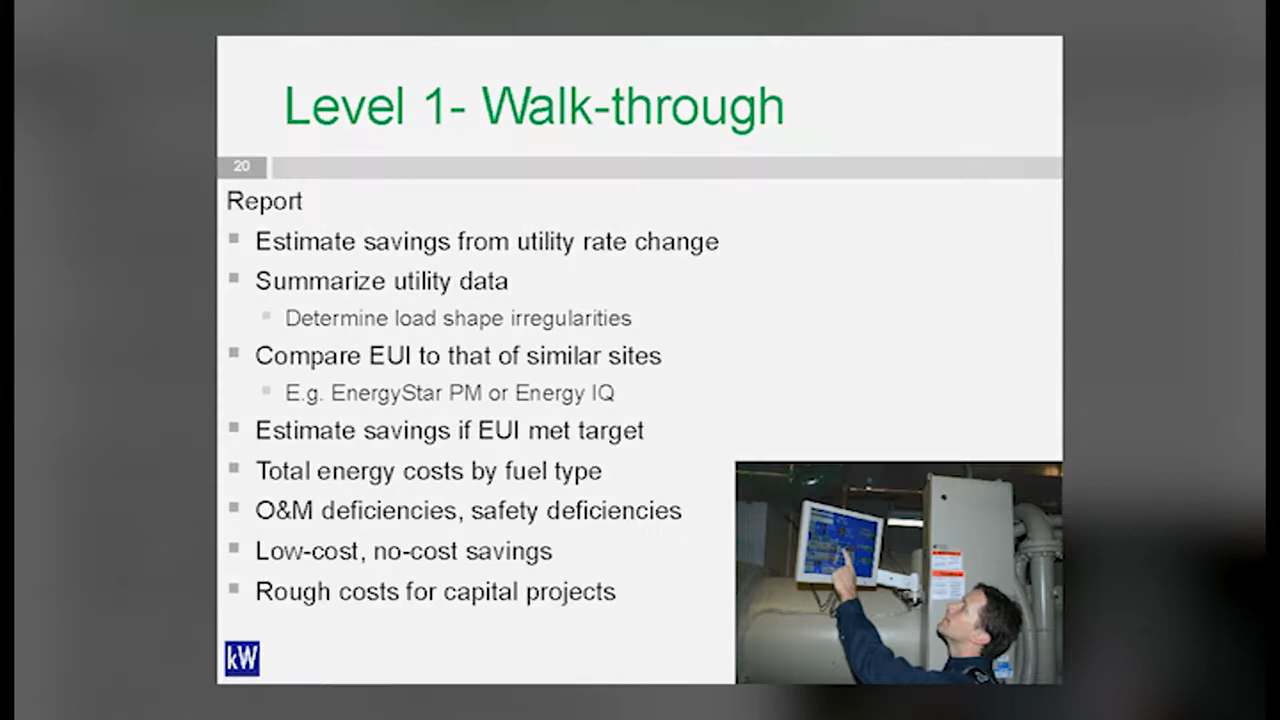 Level 1- Walk-through
20
Report
Estimate savings from utility rate change
Summarize utility data
Determine load shape irregularities
Compare EUI to that of similar sites
E.g. EnergyStar PM or Energy IQ
Estimate savings if EUI met target
Total energy costs by fuel type
O&M deficiencies, safety deficiencies
Low-cost, no-cost savings
Rough costs for capital projects
kW